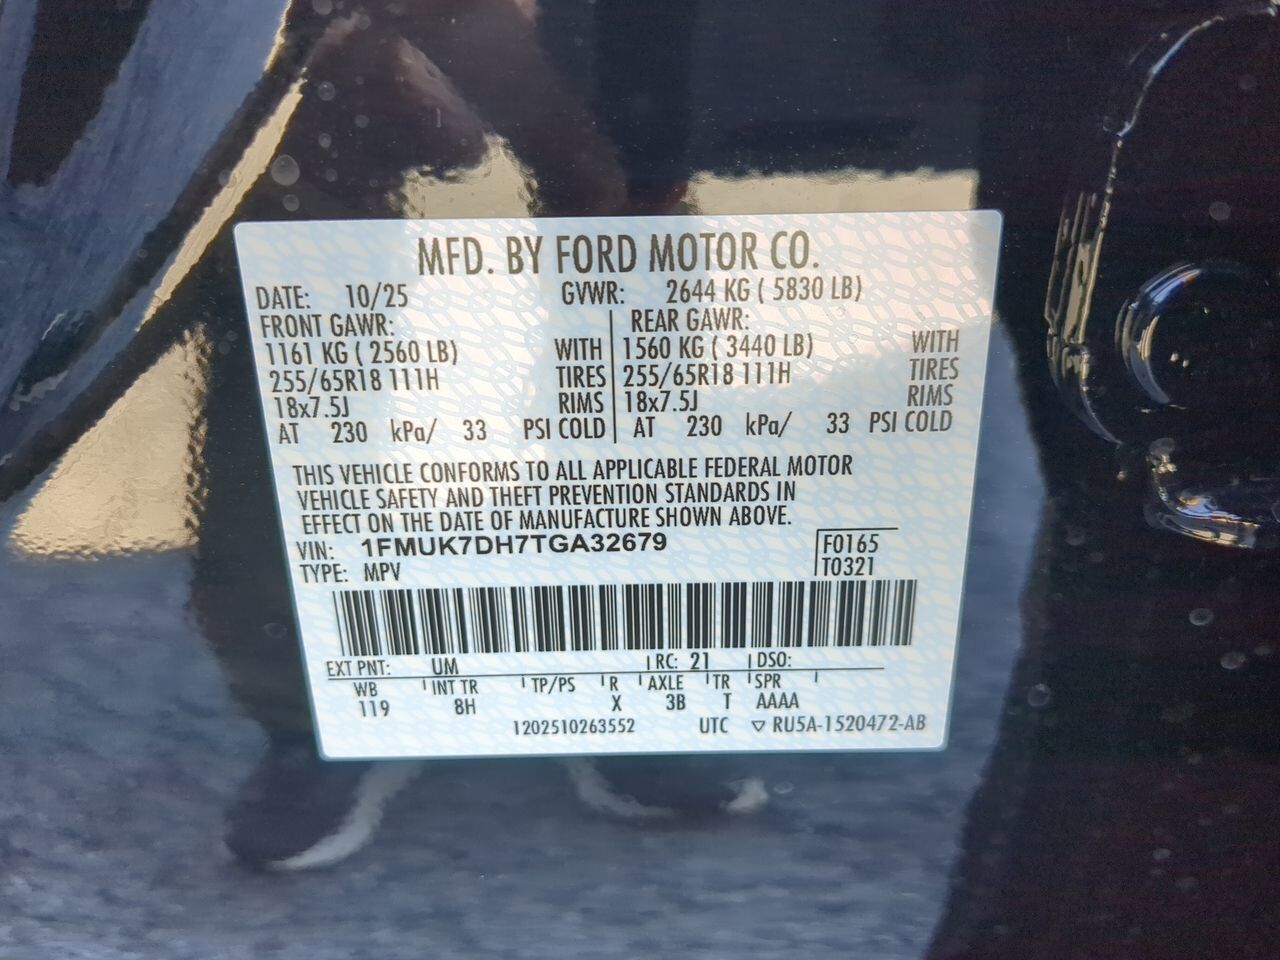 MFD. BY FORD MOTOR CO.
DATE: 10/25 GVWR: 2644 KG ( 5830 LB)
FRONT GAWR: REAR GAWR:
1161 KG ( 2560 LB) WITH 1560 KG ( 3440 LB) WITH
255/65R18 111H TIRES 255/65R18 111H TIRES
18x7.5J RIMS 18x7.5J RIMS
AT 230 kPa/ 33 PSI COLD AT 230 kPa/ 33 PSI COLD
THIS VEHICLE CONFORMS TO ALL APPLICABLE FEDERAL MOTOR
VEHICLE SAFETY AND THEFT PREVENTION STANDARDS IN
EFFECT ON THE DATE OF MANUFACTURE SHOWN ABOVE.
VIN: 1FMUK7DH7TGA32679 F0165
TYPE: MPV T0321
EXT PNT: UM RC: 21 DSO:
WB INT TR TP/PS R AXLE TR SPR
119 8H X 3B T AAAA
1202510263552 UTC ▽ RU5A-1520472-AB